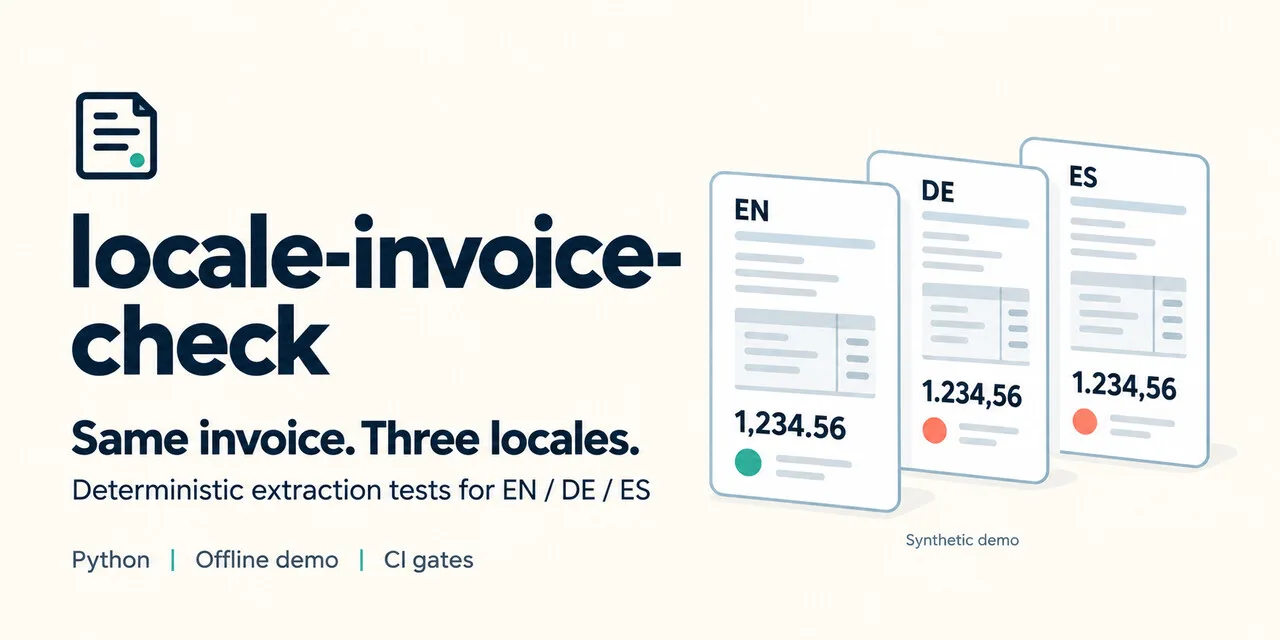 locale-invoice-
check
Same invoice. Three locales.
Deterministic extraction tests for EN / DE / ES
Python | Offline demo | CI gates
EN
1,234.56
DE
1.234,56
ES
1.234,56
Synthetic demo